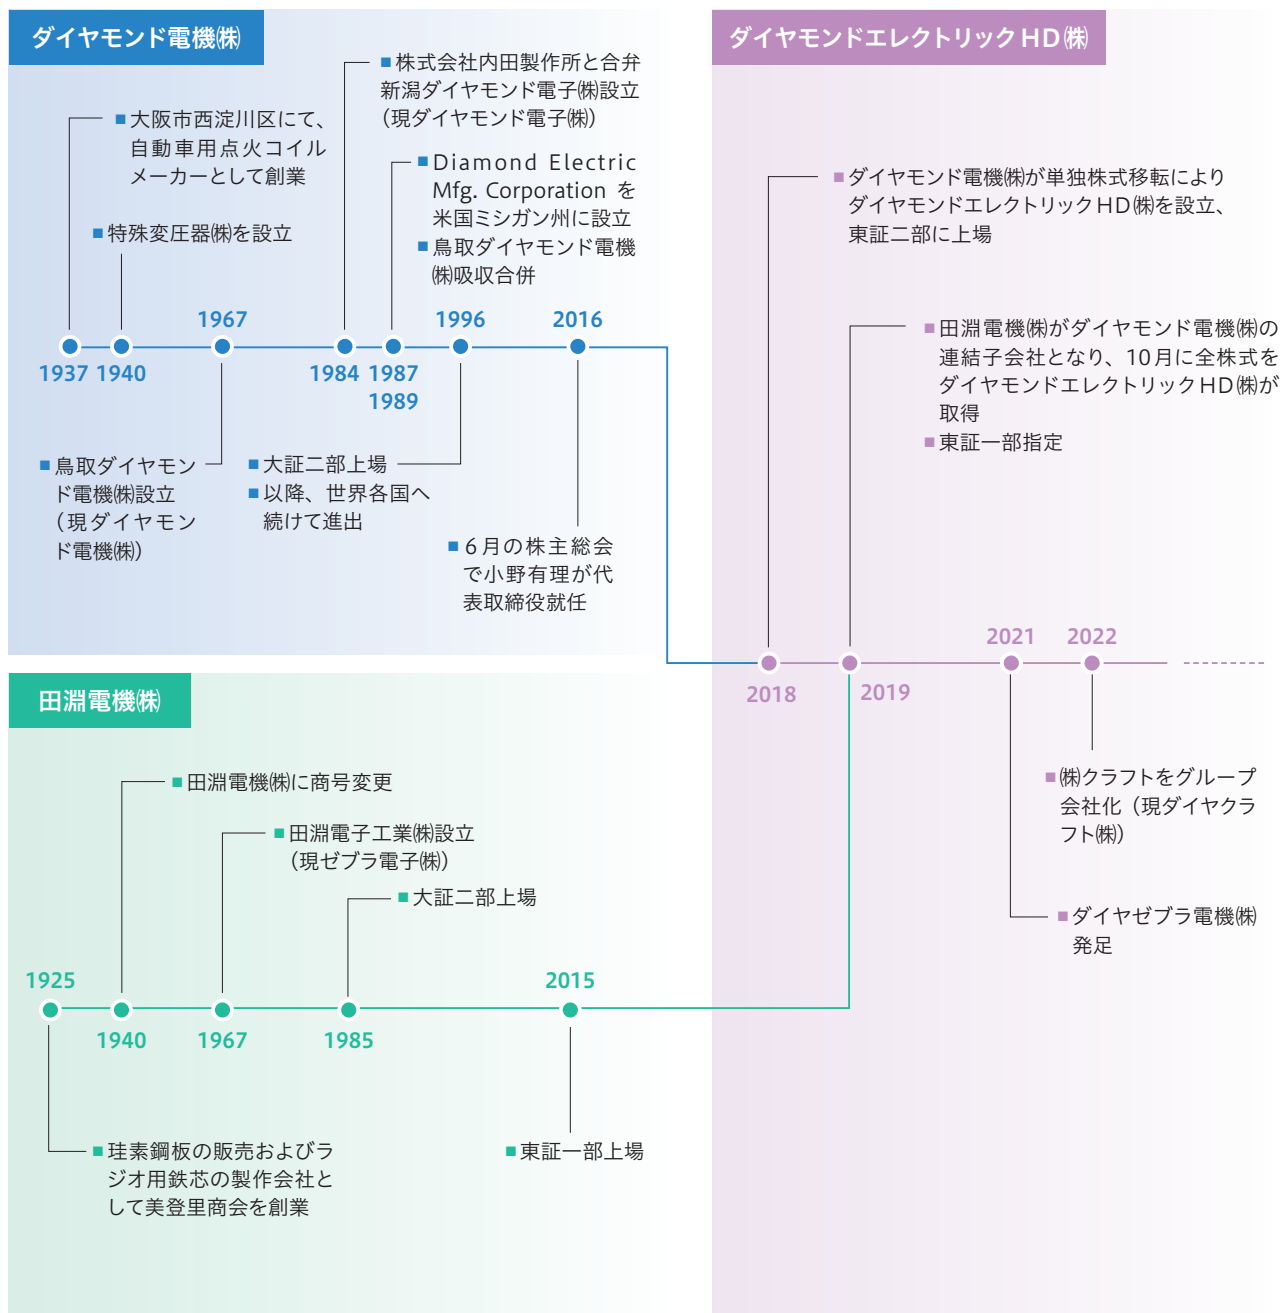 ダイヤモンド電機㈱
■大阪市西淀川区にて、
自動車用点火コイル
メーカーとして創業
■特殊変圧器㈱を設立
■株式会社内田製作所と合弁
新潟ダイヤモンド電子㈱設立
（現ダイヤモンド電子㈱）
■Diamond Electric
Mfg. Corporation を
米国ミシガン州に設立
■鳥取ダイヤモンド電機
㈱吸収合併
1967
1996
2016
1937
1940
1984
1987
1989
■鳥取ダイヤモン
ド電機㈱設立
（現ダイヤモン
ド電機㈱）
■大証二部上場
■以降、世界各国へ
続けて進出
■6月の株主総会
で小野有理が代
表取締役就任
田淵電機㈱
■田淵電機㈱に商号変更
■田淵電子工業㈱設立
（現ゼブラ電子㈱）
■大証二部上場
1925
2015
1940
1967
1985
■珪素鋼板の販売およびラ
ジオ用鉄芯の製作会社と
して美登里商会を創業
■東証一部上場
ダイヤモンドエレクトリックHD㈱
■ダイヤモンド電機㈱が単独株式移転により
ダイヤモンドエレクトリックHD㈱を設立、
東証二部に上場
■田淵電機㈱がダイヤモンド電機㈱の
連結子会社となり、10月に全株式を
ダイヤモンドエレクトリックHD㈱が
取得
■東証一部指定
2021
2022
2018
2019
■㈱クラフトをグループ
会社化（現ダイヤクラ
フト㈱）
■ダイヤゼブラ電機㈱
発足